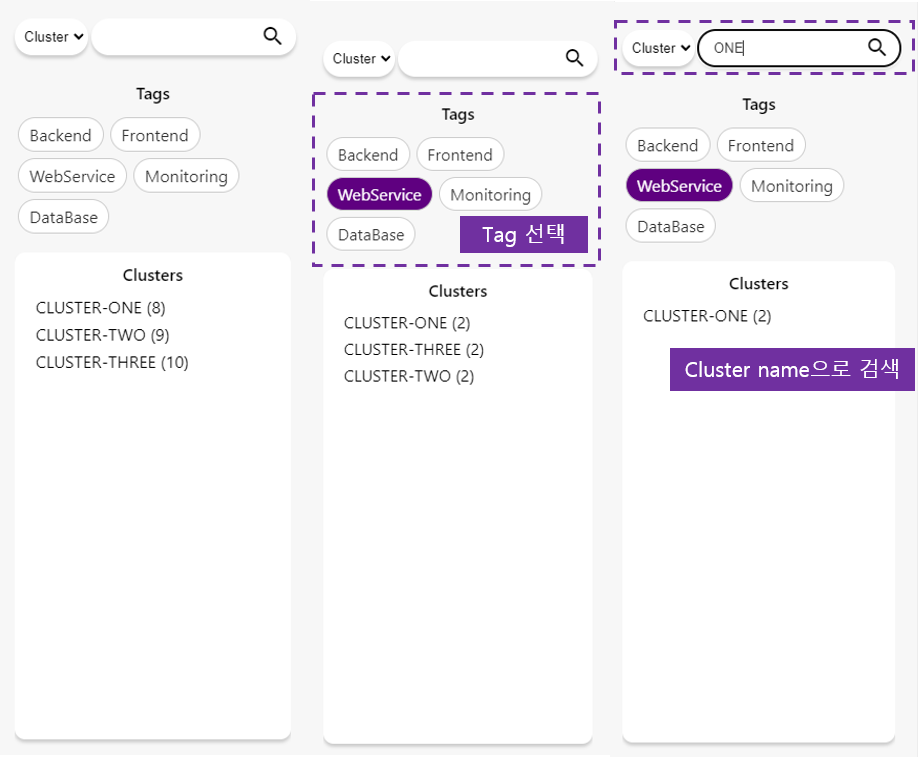 Cluster
Tags
Backend Frontend
WebService Monitoring
DataBase
Clusters
CLUSTER-ONE (8)
CLUSTER-TWO (9)
CLUSTER-THREE (10)
Cluster
Tags
Backend Frontend
WebService Monitoring
DataBase Tag 선택
Clusters
CLUSTER-ONE (2)
CLUSTER-THREE (2)
CLUSTER-TWO (2)
Cluster ONE
Tags
Backend Frontend
WebService Monitoring
DataBase
Clusters
CLUSTER-ONE (2)
Cluster name으로 검색